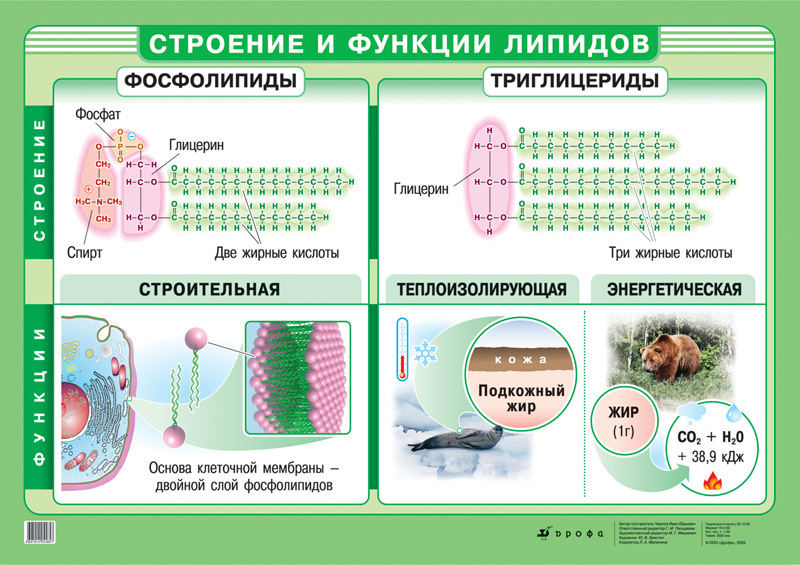 СТРОЕНИЕ И ФУНКЦИИ ЛИПИДОВ
ФОСФОЛИПИДЫ
ТРИГЛИЦЕРИДЫ
СТРОЕНИЕ
Фосфат
Глицерин
Спирт
Две жирные кислоты
Глицерин
Три жирные кислоты
СТРОИТЕЛЬНАЯ
ТЕПЛОИЗОЛИРУЮЩАЯ
ЭНЕРГЕТИЧЕСКАЯ
ФУНКЦИИ
Основа клеточной мембраны –
двойной слой фосфолипидов
кожа
Подкожный
жир
ЖИР
(1г)
CO₂ + H₂O
+ 38,9 кДж
дрофа